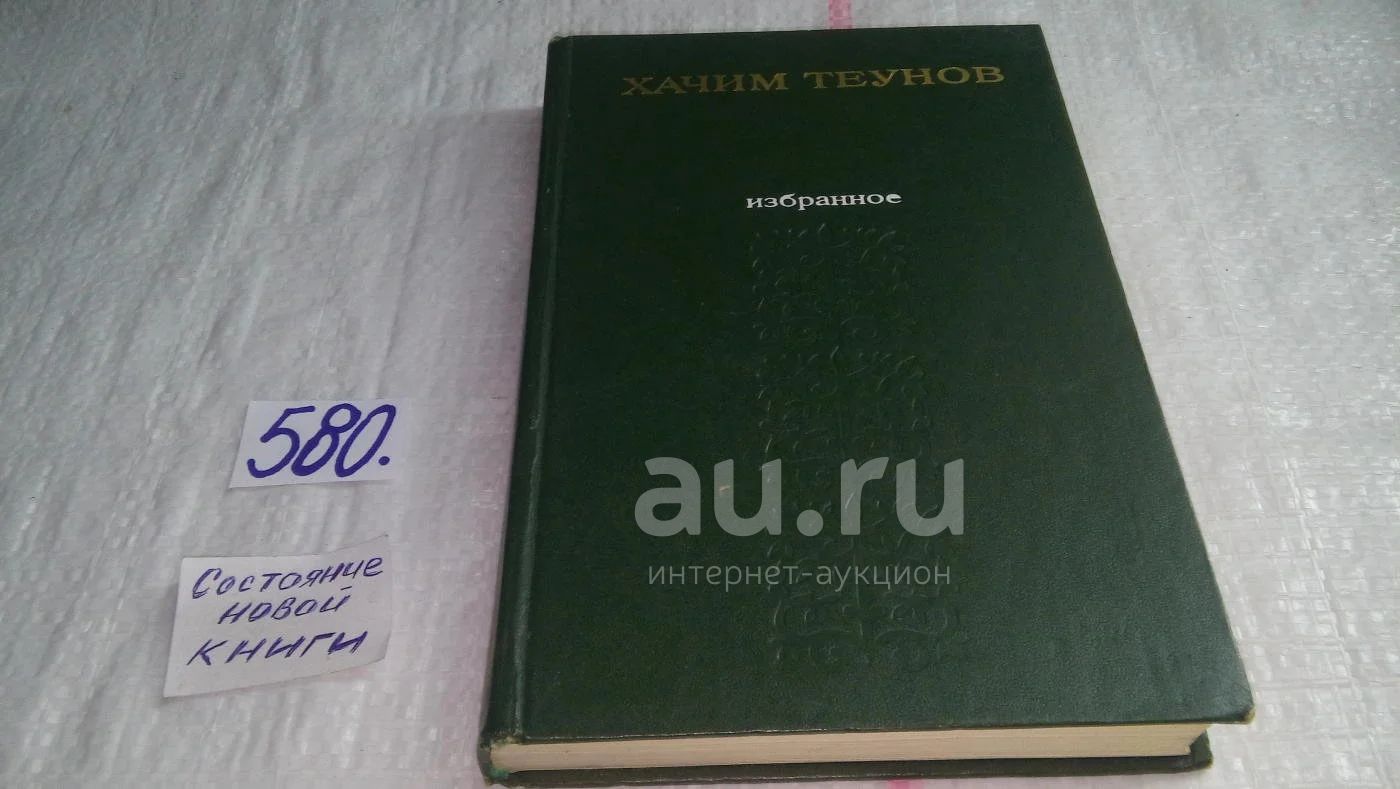 ХАЧИМ ТЕУНОВ
избранное
580.
Состояние
новой
книги
au.ru
интернет-аукцион